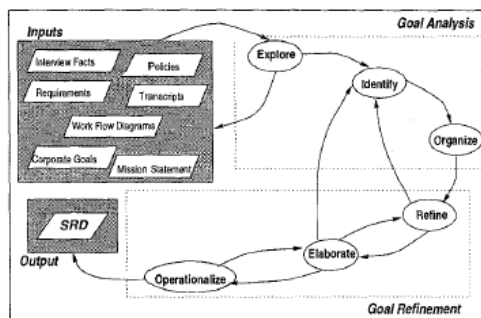 Goal Analysis
Inputs
Explore
Interview Facts
Policies
Identify
Requirements
Transcripts
Work Flow Diagrams
Organize
Corporate Goals
Mission Statement
Refine
SRD
Elaborate
Output
Operationalize
Goal Refinement